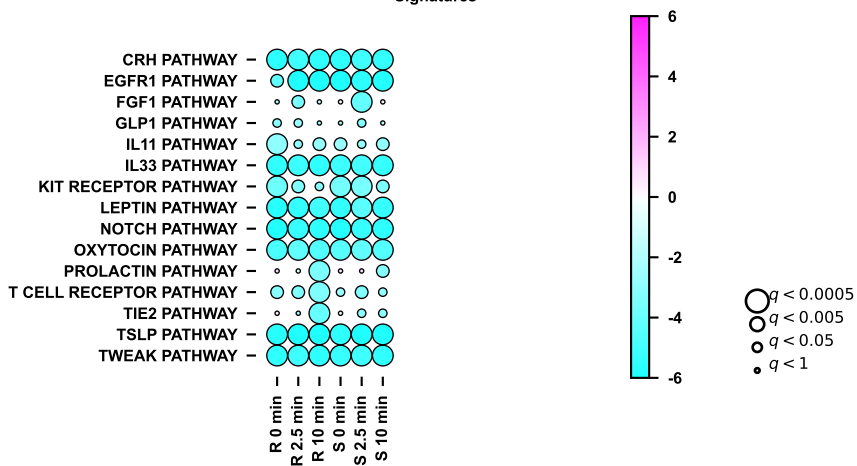 Signatures
CRH PATHWAY
EGFR1 PATHWAY
FGF1 PATHWAY
GLP1 PATHWAY
IL11 PATHWAY
IL33 PATHWAY
KIT RECEPTOR PATHWAY
LEPTIN PATHWAY
NOTCH PATHWAY
OXYTOCIN PATHWAY
PROLACTIN PATHWAY
T CELL RECEPTOR PATHWAY
TIE2 PATHWAY
TSLP PATHWAY
TWEAK PATHWAY
R 0 min
R 2.5 min
R 10 min
S 0 min
S 2.5 min
S 10 min
6
4
2
0
-2
-4
-6
q < 0.0005
q < 0.005
q < 0.05
q < 1